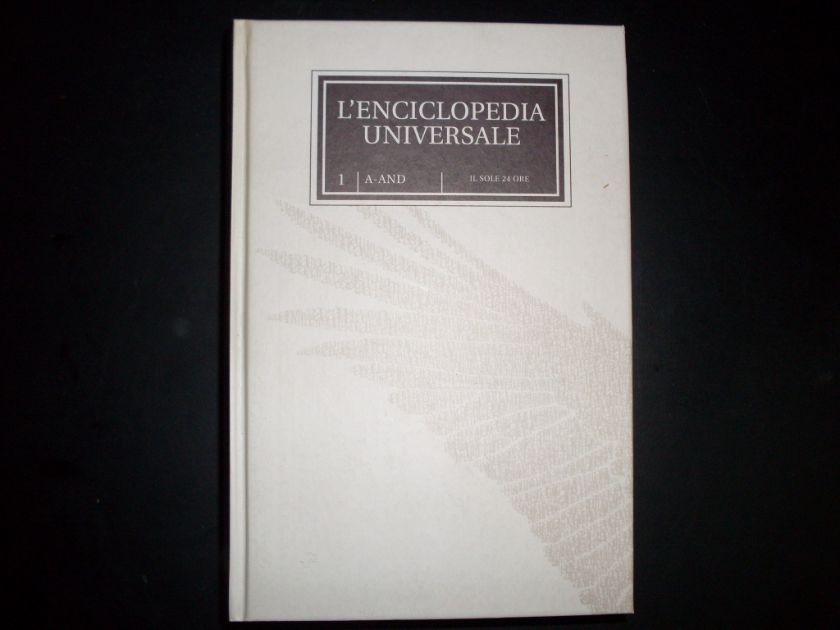 L'ENCICLOPEDIA
UNIVERSALE
1 A-AND IL SOLE 24 ORE